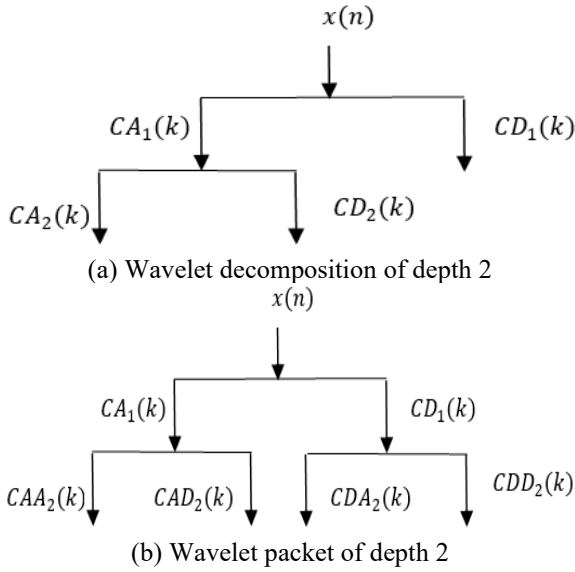 x(n)
CA₁(k) CD₁(k)
CA₂(k) CD₂(k)
(a) Wavelet decomposition of depth 2
x(n)
CA₁(k) CD₁(k)
CAA₂(k) CAD₂(k) CDA₂(k) CDD₂(k)
(b) Wavelet packet of depth 2